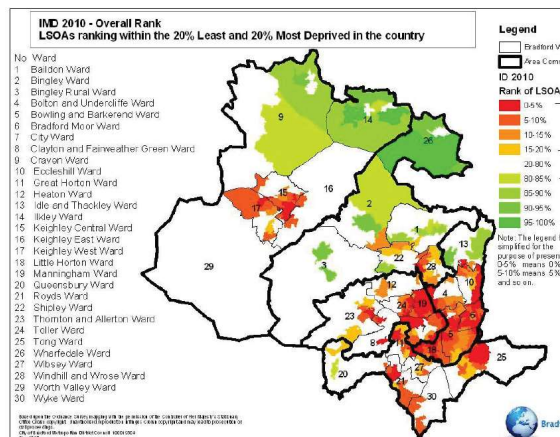 IMD 2010 - Overall Rank
LSOAs ranking within the 20% Least and 20% Most Deprived in the country
No Ward
1 Baildon Ward
2 Bingley Ward
3 Bingley Rural Ward
4 Bolton and Undercliffe Ward
5 Bowling and Barkerend Ward
6 Bradford Moor Ward
7 City Ward
8 Clayton and Fairweather Green Ward
9 Craven Ward
10 Eccleshill Ward
11 Great Horton Ward
12 Heaton Ward
13 Idle and Thackley Ward
14 Ilkley Ward
15 Keighley Central Ward
16 Keighley East Ward
17 Keighley West Ward
18 Little Horton Ward
19 Manningham Ward
20 Queensbury Ward
21 Royds Ward
22 Shipley Ward
23 Thornton and Allerton Ward
24 Toller Ward
25 Tong Ward
26 Wharfedale Ward
27 Wibsey Ward
28 Windhill and Wrose Ward
29 Worth Valley Ward
30 Wyke Ward
9
14
26
15
17
16
2
1
29
3
22
28
13
12
10
4
24
19
23
6
8
11
5
18
25
20
27
21
30
Legend
Bradford W
Area Comm
ID 2010
Rank of LSOA
0-5%
5-10%
10-15%
15-20%
20-80%
80-85%
85-90%
90-95%
95-100%
Note: The legend
simplified for the
purpose of presen
0-5% means 0%
5-10% means 5%
and so on.
Brad